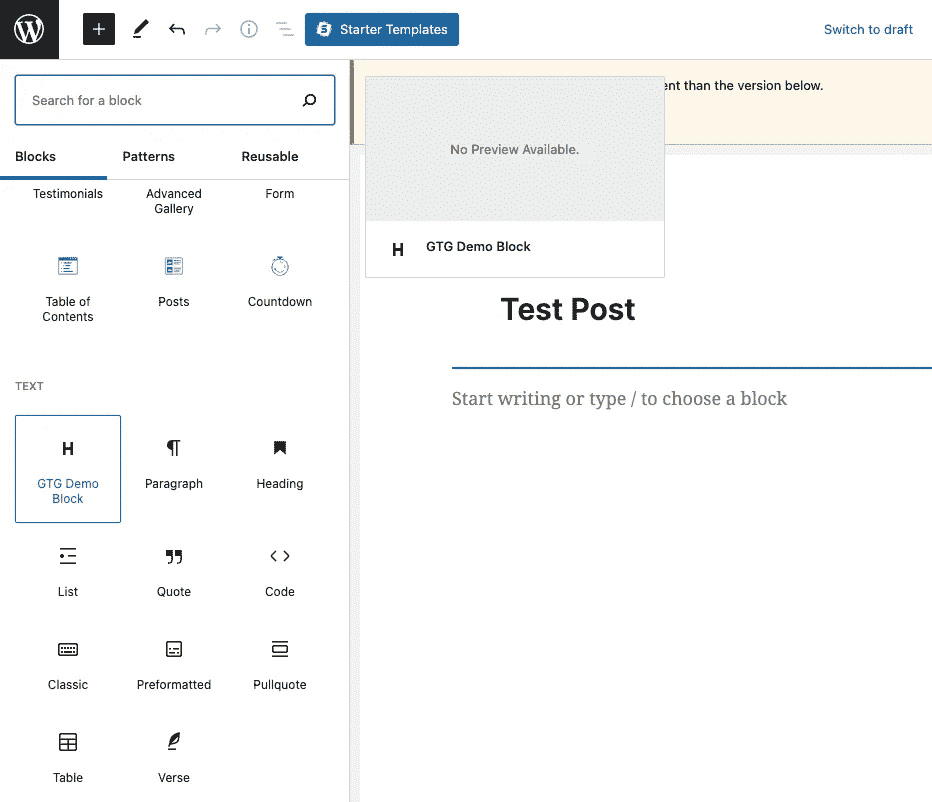 Starter Templates
Switch to draft
Search for a block
Blocks
Patterns
Reusable
Testimonials
Advanced
Gallery
Form
Table of
Contents
Posts
Countdown
TEXT
H
GTG Demo
Block
Paragraph
Heading
List
Quote
Code
Classic
Preformatted
Pullquote
Table
Verse
than the version below.
No Preview Available.
H
GTG Demo Block
Test Post
Start writing or type / to choose a block